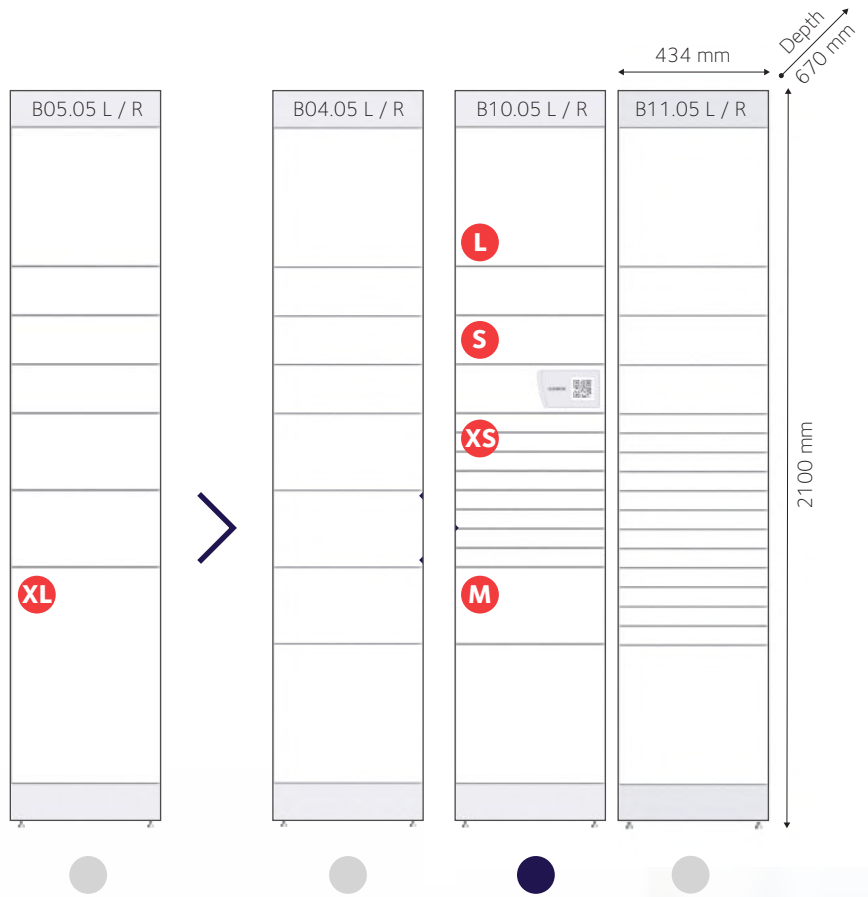 Depth
670 mm
434 mm
B05.05 L / R
B04.05 L / R
B10.05 L / R
B11.05 L / R
L
S
XS
2100 mm
XL
M